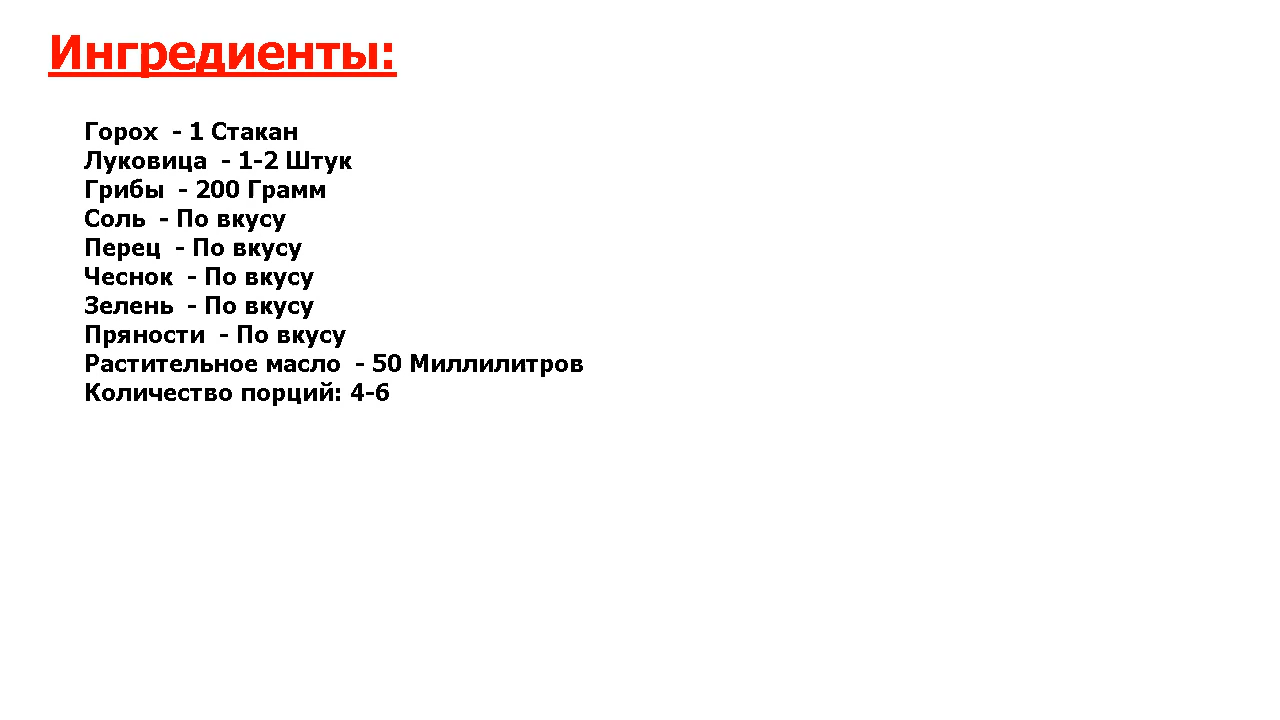 Ингредиенты:
Горох  - 1 Стакан
Луковица  - 1-2 Штук
Грибы  - 200 Грамм
Соль  - По вкусу
Перец  - По вкусу
Чеснок  - По вкусу
Зелень  - По вкусу
Пряности  - По вкусу
Растительное масло  - 50 Миллилитров
Количество порций: 4-6